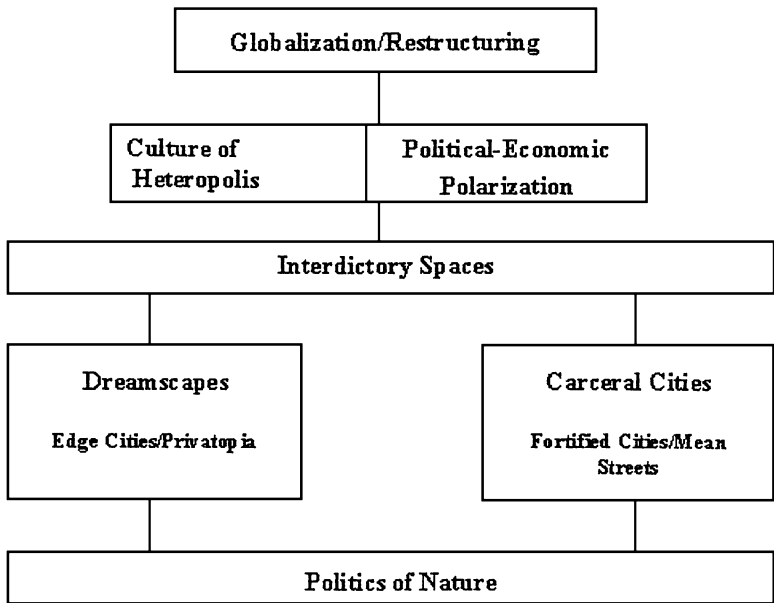 Globalization/Restructuring
Culture of
Heteropolis
Political-Economic
Polarization
Interdictory Spaces
Dreamscapes
Edge Cities/Privatopia
Carceral Cities
Fortified Cities/Mean
Streets
Politics of Nature